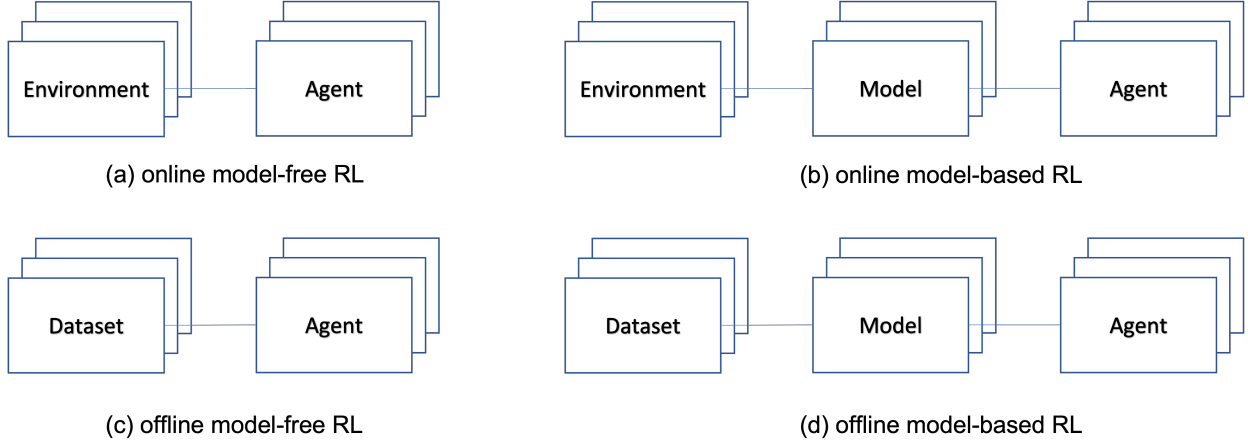 Environment
Agent
(a) online model-free RL
Environment
Model
Agent
(b) online model-based RL
Dataset
Agent
(c) offline model-free RL
Dataset
Model
Agent
(d) offline model-based RL